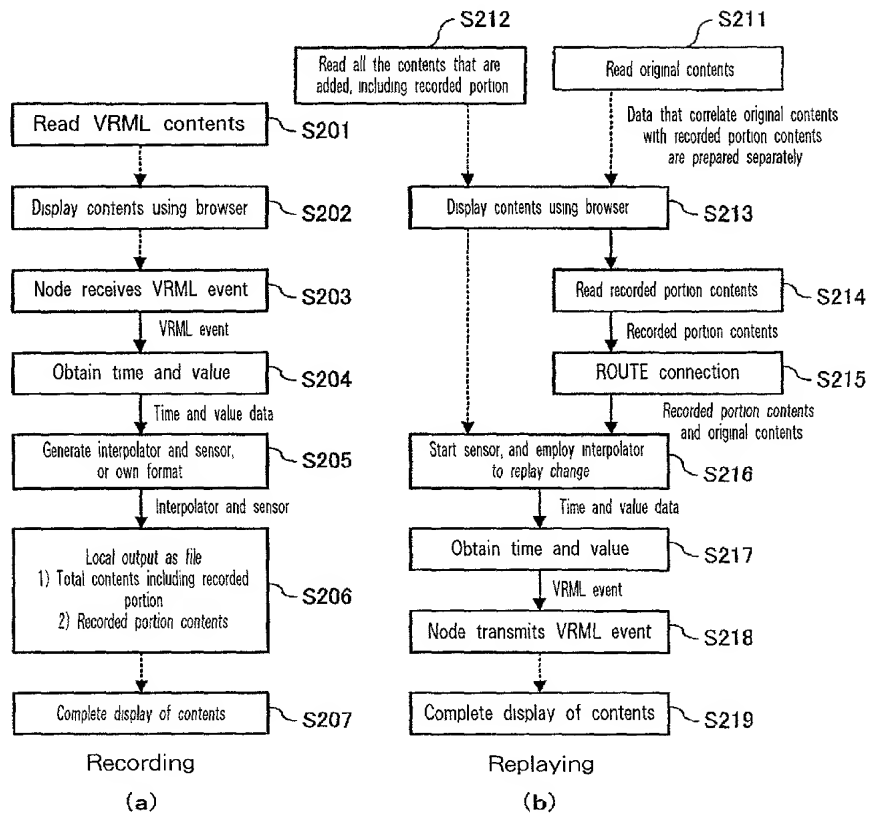 Read VRML contents
S201
Display contents using browser
S202
Node receives VRML event
S203
VRML event
Obtain time and value
S204
Time and value data
Generate interpolator and sensor,
or own format
S205
Interpolator and sensor
Local output as file
1) Total contents including recorded
portion
2) Recorded portion contents
S206
Complete display of contents
S207
Recording
(a)
S212
Read all the contents that are
added, including recorded portion
S211
Read original contents
Data that correlate original contents
with recorded portion contents
are prepared separately
Display contents using browser
S213
Read recorded portion contents
S214
Recorded portion contents
ROUTE connection
S215
Recorded portion contents
and original contents
Start sensor, and employ interpolator
to replay change
S216
Time and value data
Obtain time and value
S217
VRML event
Node transmits VRML event
S218
Complete display of contents
S219
Replaying
(b)